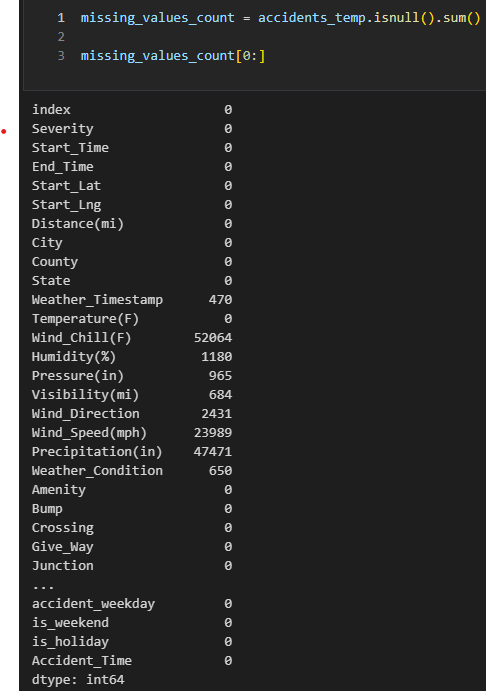 1 missing_values_count = accidents_temp.isnull().sum()
2
3 missing_values_count[0:]
index 0
Severity 0
Start_Time 0
End_Time 0
Start_Lat 0
Start_Lng 0
Distance(mi) 0
City 0
County 0
State 0
Weather_Timestamp 470
Temperature(F) 0
Wind_Chill(F) 52064
Humidity(%) 1180
Pressure(in) 965
Visibility(mi) 684
Wind_Direction 2431
Wind_Speed(mph) 23989
Precipitation(in) 47471
Weather_Condition 650
Amenity 0
Bump 0
Crossing 0
Give_Way 0
Junction 0
...
accident_weekday 0
is_weekend 0
is_holiday 0
Accident_Time 0
dtype: int64